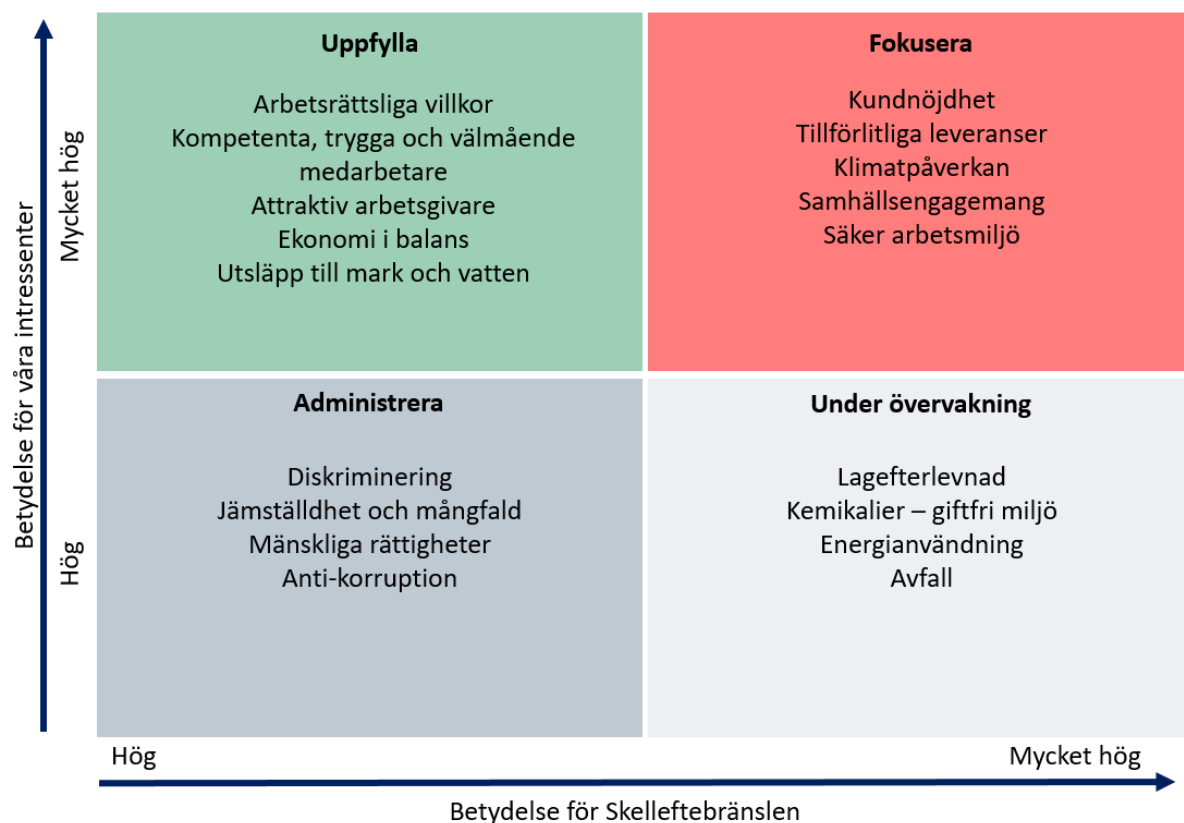 Uppfylla
Arbetsrättsliga villkor
Kompetenta, trygga och välmående
medarbetare
Attraktiv arbetsgivare
Ekonomi i balans
Utsläpp till mark och vatten
Fokusera
Kundnöjdhet
Tillförlitliga leveranser
Klimatpåverkan
Samhällsengagemang
Säker arbetsmiljö
Administrera
Diskriminering
Jämställdhet och mångfald
Mänskliga rättigheter
Anti-korruption
Under övervakning
Lagefterlevnad
Kemikalier – giftfri miljö
Energianvändning
Avfall
Betydelse för våra intressenter
Mycket hög
Hög
Hög
Mycket hög
Betydelse för Skelleftebränslen